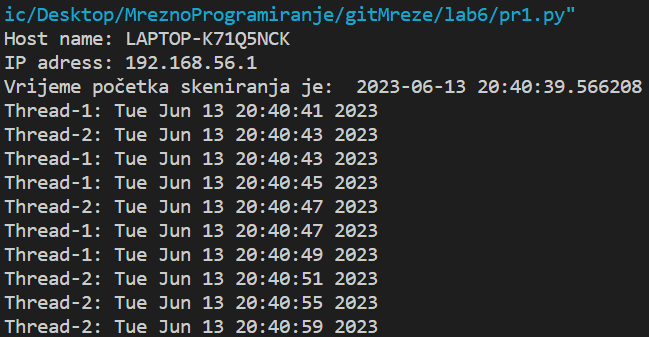 ic/Desktop/MreznoProgramiranje/gitMreze/lab6/pr1.py"
Host name: LAPTOP-K71Q5NCK
IP adress: 192.168.56.1
Vrijeme početka skeniranja je:  2023-06-13 20:40:39.566208
Thread-1: Tue Jun 13 20:40:41 2023
Thread-2: Tue Jun 13 20:40:43 2023
Thread-1: Tue Jun 13 20:40:43 2023
Thread-1: Tue Jun 13 20:40:45 2023
Thread-2: Tue Jun 13 20:40:47 2023
Thread-1: Tue Jun 13 20:40:47 2023
Thread-1: Tue Jun 13 20:40:49 2023
Thread-2: Tue Jun 13 20:40:51 2023
Thread-2: Tue Jun 13 20:40:55 2023
Thread-2: Tue Jun 13 20:40:59 2023